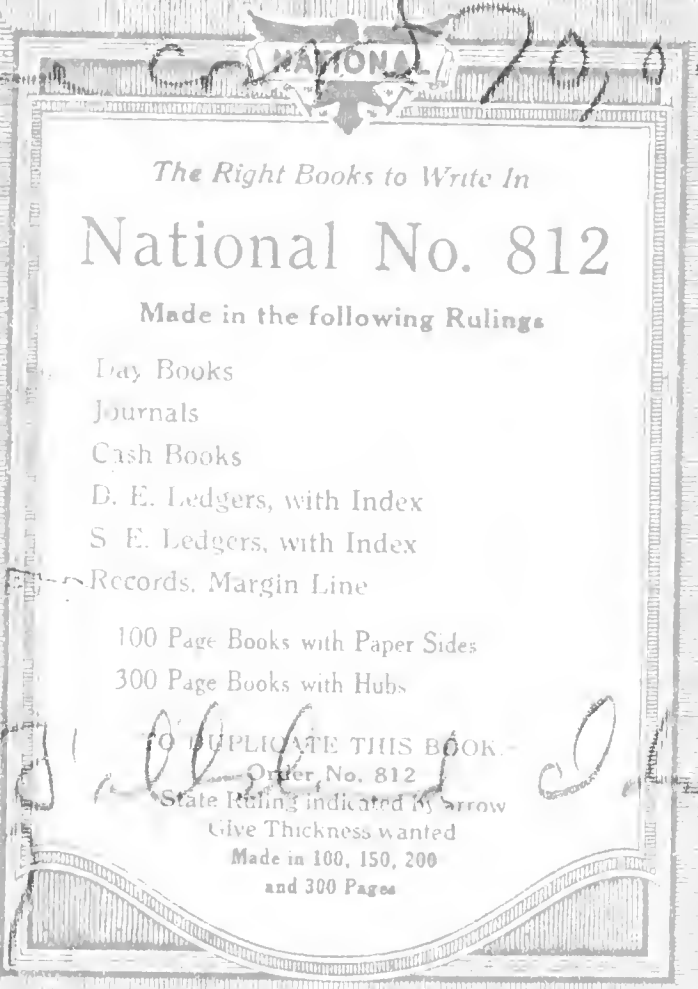 NATIONAL
The Right Books to Write In
National No. 812
Made in the following Rulings
Day Books
Journals
Cash Books
D. E. Ledgers, with Index
S. E. Ledgers, with Index
Records, Margin Line
100 Page Books with Paper Sides
300 Page Books with Hubs
TO DUPLICATE THIS BOOK.
Order No. 812
State Ruling indicated by arrow
Give Thickness wanted
Made in 100, 150, 200
and 300 Pages